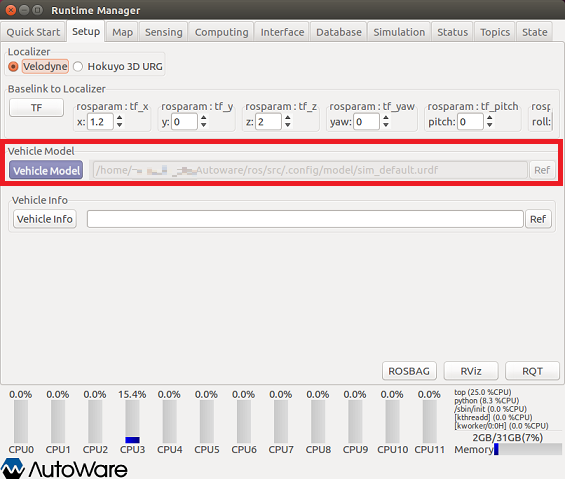 Runtime Manager
Quick Start Setup Map Sensing Computing Interface Database Simulation Status Topics State
Localizer
Velodyne Hokuyo 3D URG
Baselink to Localizer
TF
rosparam : tf_x rosparam : tf_y rosparam : tf_z rosparam : tf_yaw rosparam : tf_pitch
x: 1.2 y: 0 z: 2 yaw: 0 pitch: 0 roll:
Vehicle Model
Vehicle Model /home/ Autoware/ros/src/.config/model/sim_default.urdf Ref
Vehicle Info
Vehicle Info Ref
ROSBAG RViz RQT
0.0% 0.0% 0.0% 15.4% 0.0% 0.0% 0.0% 0.0% 0.0% 0.0% 0.0% 0.0%
CPU0 CPU1 CPU2 CPU3 CPU4 CPU5 CPU6 CPU7 CPU8 CPU9 CPU10 CPU11
top (25.0 %CPU)
python (8.3 %CPU)
/sbin/init (0.0 %CPU)
[kthreadd] (0.0 %CPU)
[kworker/0:0H] (0.0 %CPU)
2GB/31GB(7%)
Memory
AutoWare